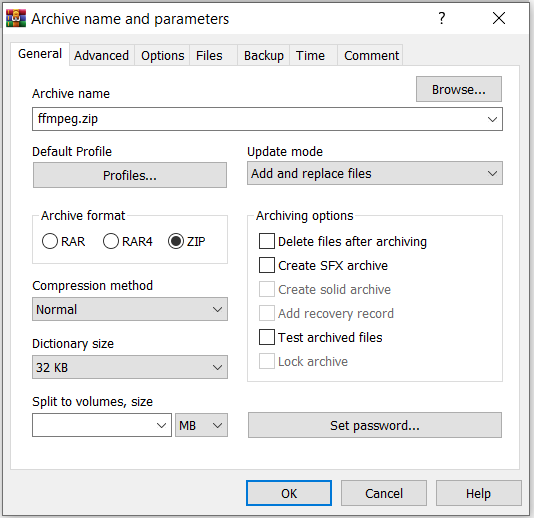 Archive name and parameters
?
General Advanced Options Files Backup Time Comment
Archive name
Browse...
ffmpeg.zip
Default Profile
Profiles...
Update mode
Add and replace files
Archive format
RAR RAR4 ZIP
Compression method
Normal
Dictionary size
32 KB
Split to volumes, size
MB
Archiving options
Delete files after archiving
Create SFX archive
Create solid archive
Add recovery record
Test archived files
Lock archive
Set password...
OK Cancel Help